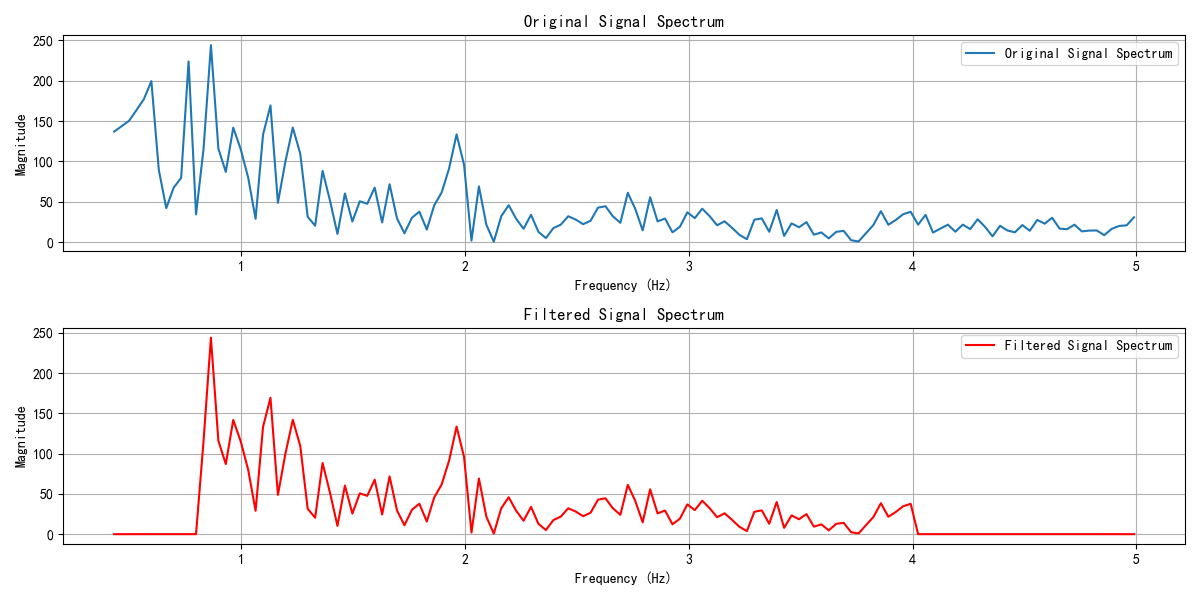 Original Signal Spectrum
250
200
150
100
50
0
Magnitude
Original Signal Spectrum
1
2
3
4
5
Frequency (Hz)
Filtered Signal Spectrum
250
200
150
100
50
0
Magnitude
Filtered Signal Spectrum
1
2
3
4
5
Frequency (Hz)